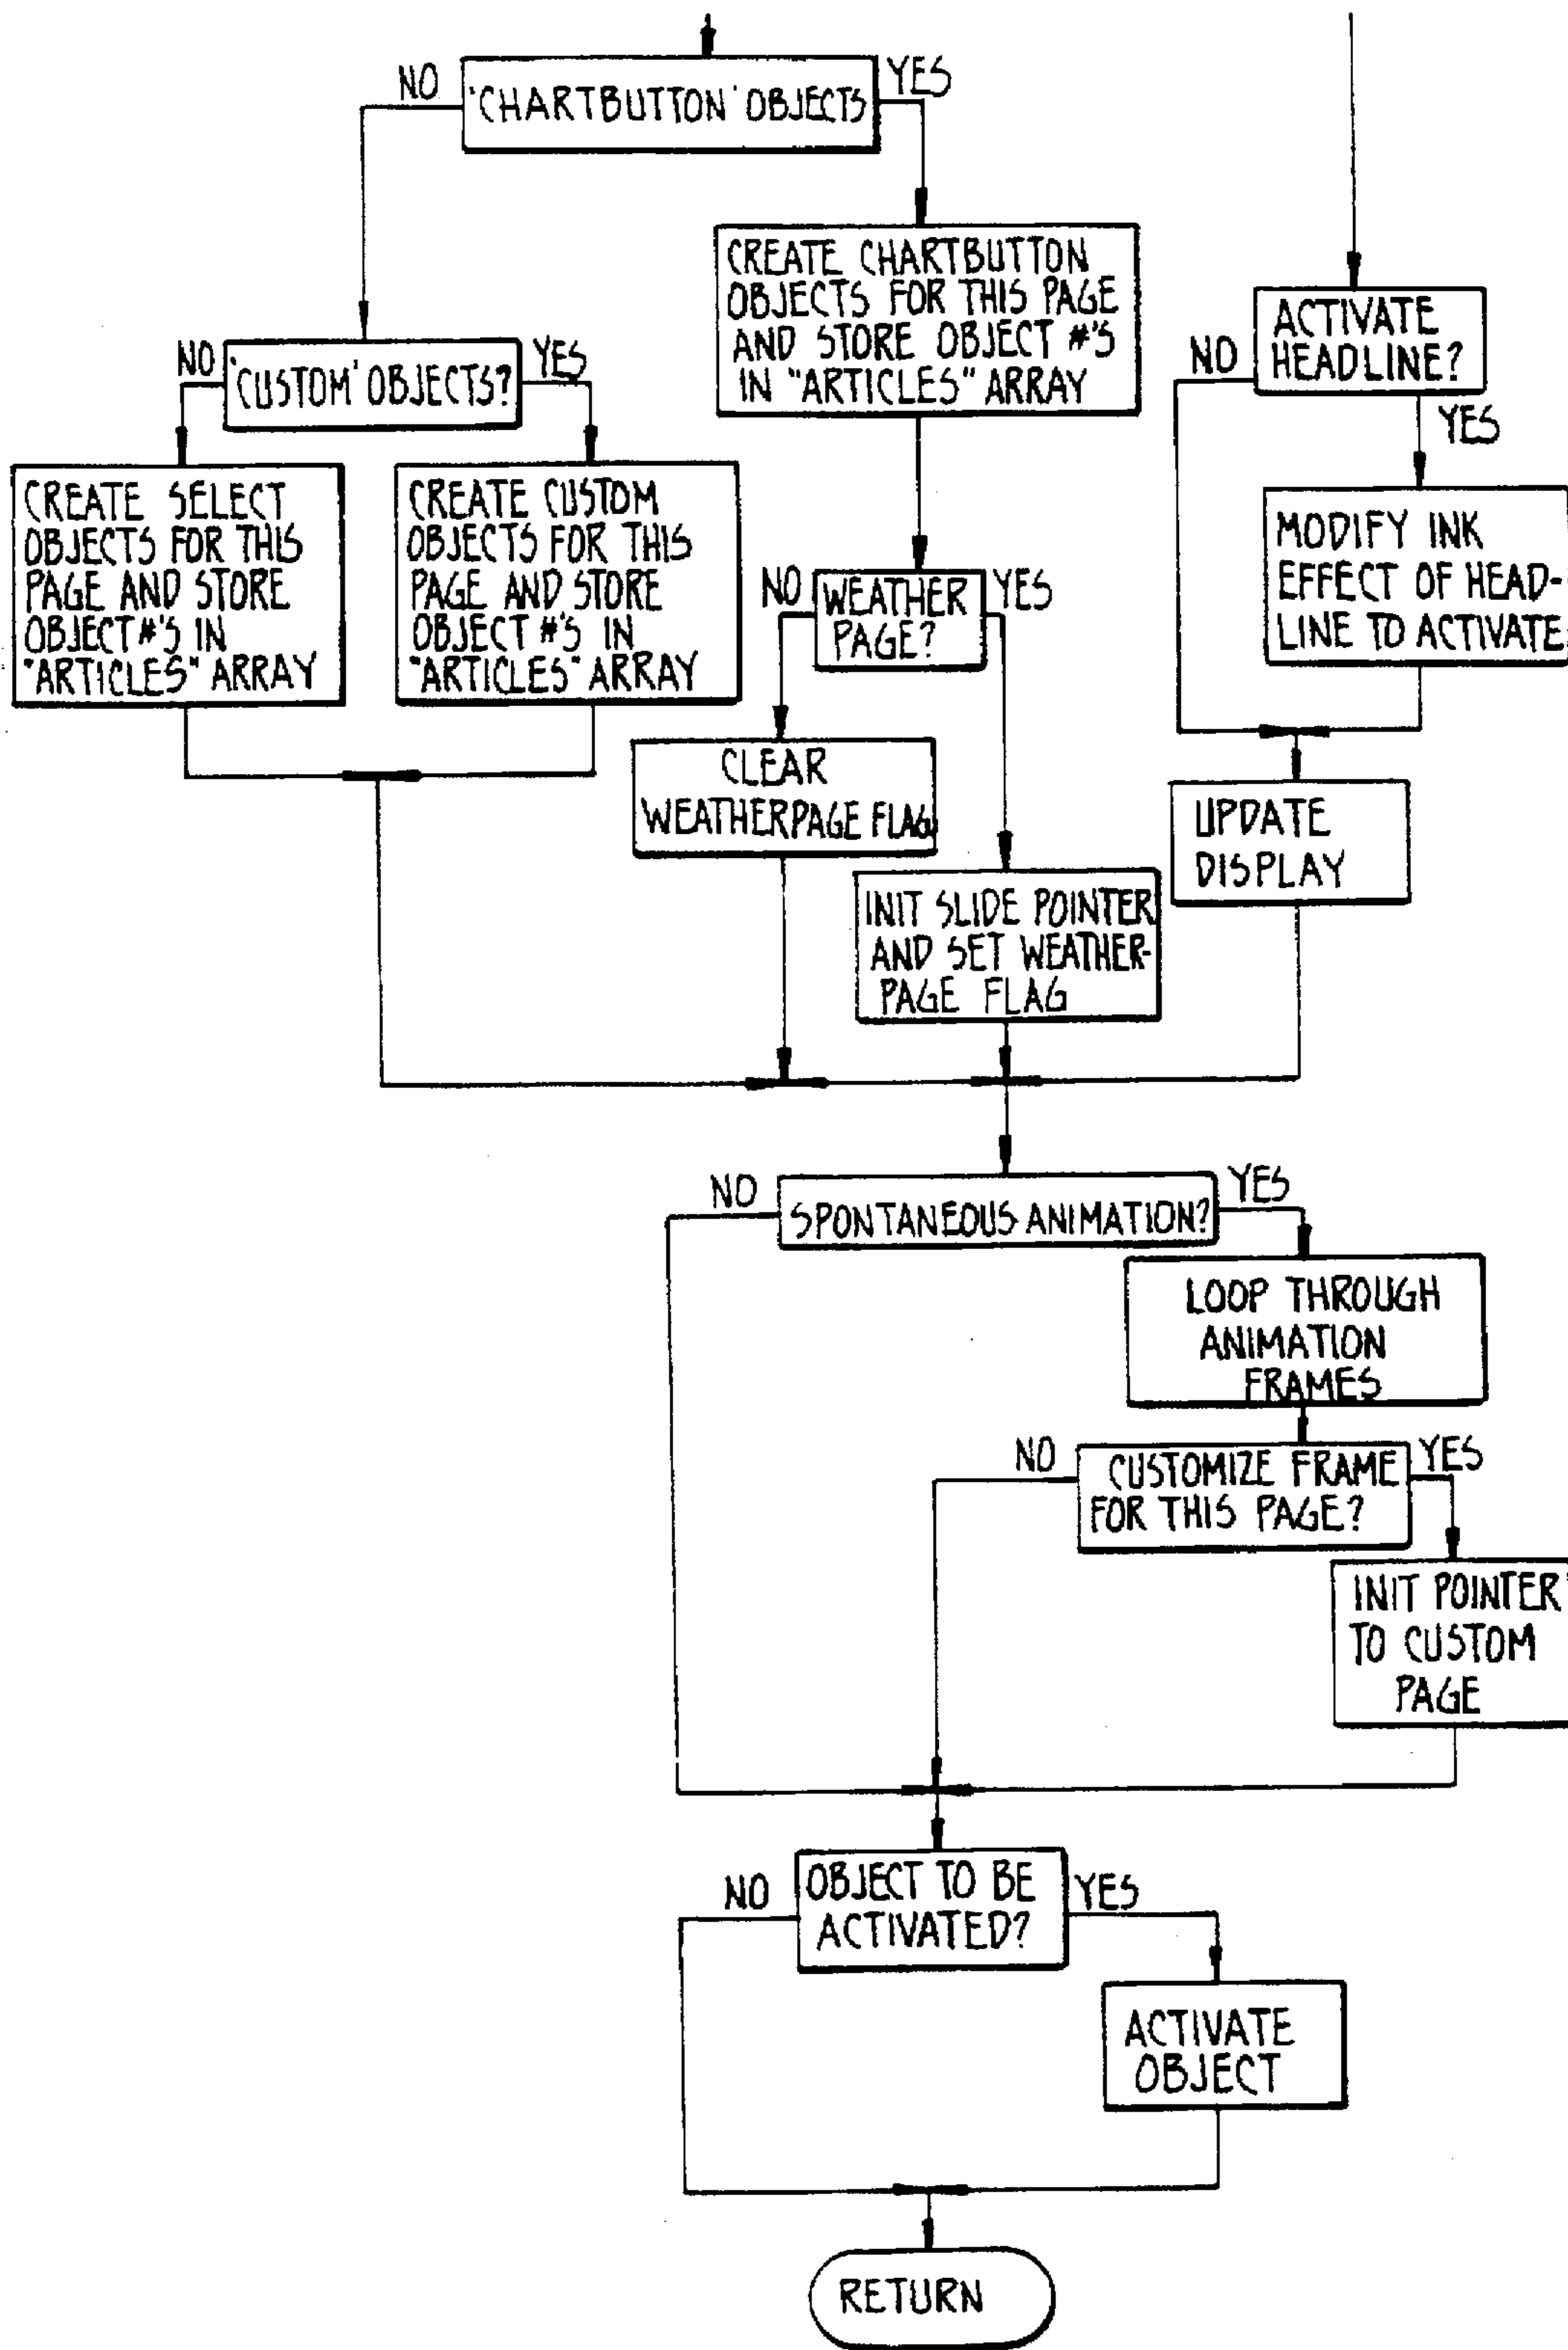 NO
'CHARTBUTTON' OBJECTS
YES
CREATE CHARTBUTTON
OBJECTS FOR THIS PAGE
AND STORE OBJECT #'S
IN "ARTICLES" ARRAY
ACTIVATE
HEADLINE?
NO
YES
NO
'CUSTOM' OBJECTS?
YES
CREATE SELECT
OBJECTS FOR THIS
PAGE AND STORE
OBJECT #'S IN
"ARTICLES" ARRAY
CREATE CUSTOM
OBJECTS FOR THIS
PAGE AND STORE
OBJECT #'S IN
"ARTICLES" ARRAY
NO
WEATHER
PAGE?
YES
MODIFY INK
EFFECT OF HEAD-
LINE TO ACTIVATE
CLEAR
WEATHERPAGE FLAG
UPDATE
DISPLAY
INIT SLIDE POINTER
AND SET WEATHER-
PAGE FLAG
NO
SPONTANEOUS ANIMATION?
YES
LOOP THROUGH
ANIMATION
FRAMES
NO
CUSTOMIZE FRAME
FOR THIS PAGE?
YES
INIT POINTER
TO CUSTOM
PAGE
NO
OBJECT TO BE
ACTIVATED?
YES
ACTIVATE
OBJECT
RETURN